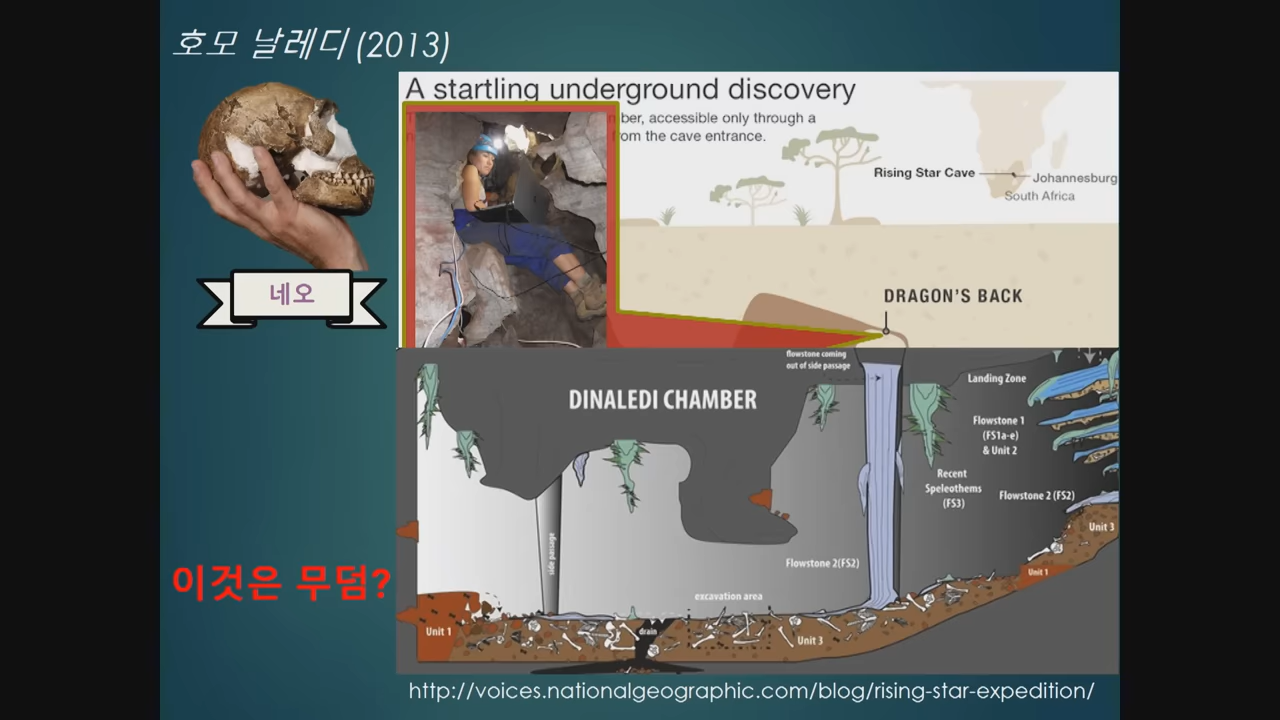 호모 날레디 (2013)
A startling underground discovery
ber, accessible only through a
from the cave entrance.
Rising Star Cave
Johannesburg
South Africa
네오
DRAGON'S BACK
flowstone coming
out of side passage
DINALEDI CHAMBER
Landing Zone
Flowstone 1
(FS1a-e)
& Unit 2
Recent
Speleothems
(FS3)
Flowstone 2 (FS2)
Unit 3
side passage
Flowstone 2(FS2)
Unit 1
excavation area
이것은 무덤?
Unit 1
drain
Unit 3
http://voices.nationalgeographic.com/blog/rising-star-expedition/